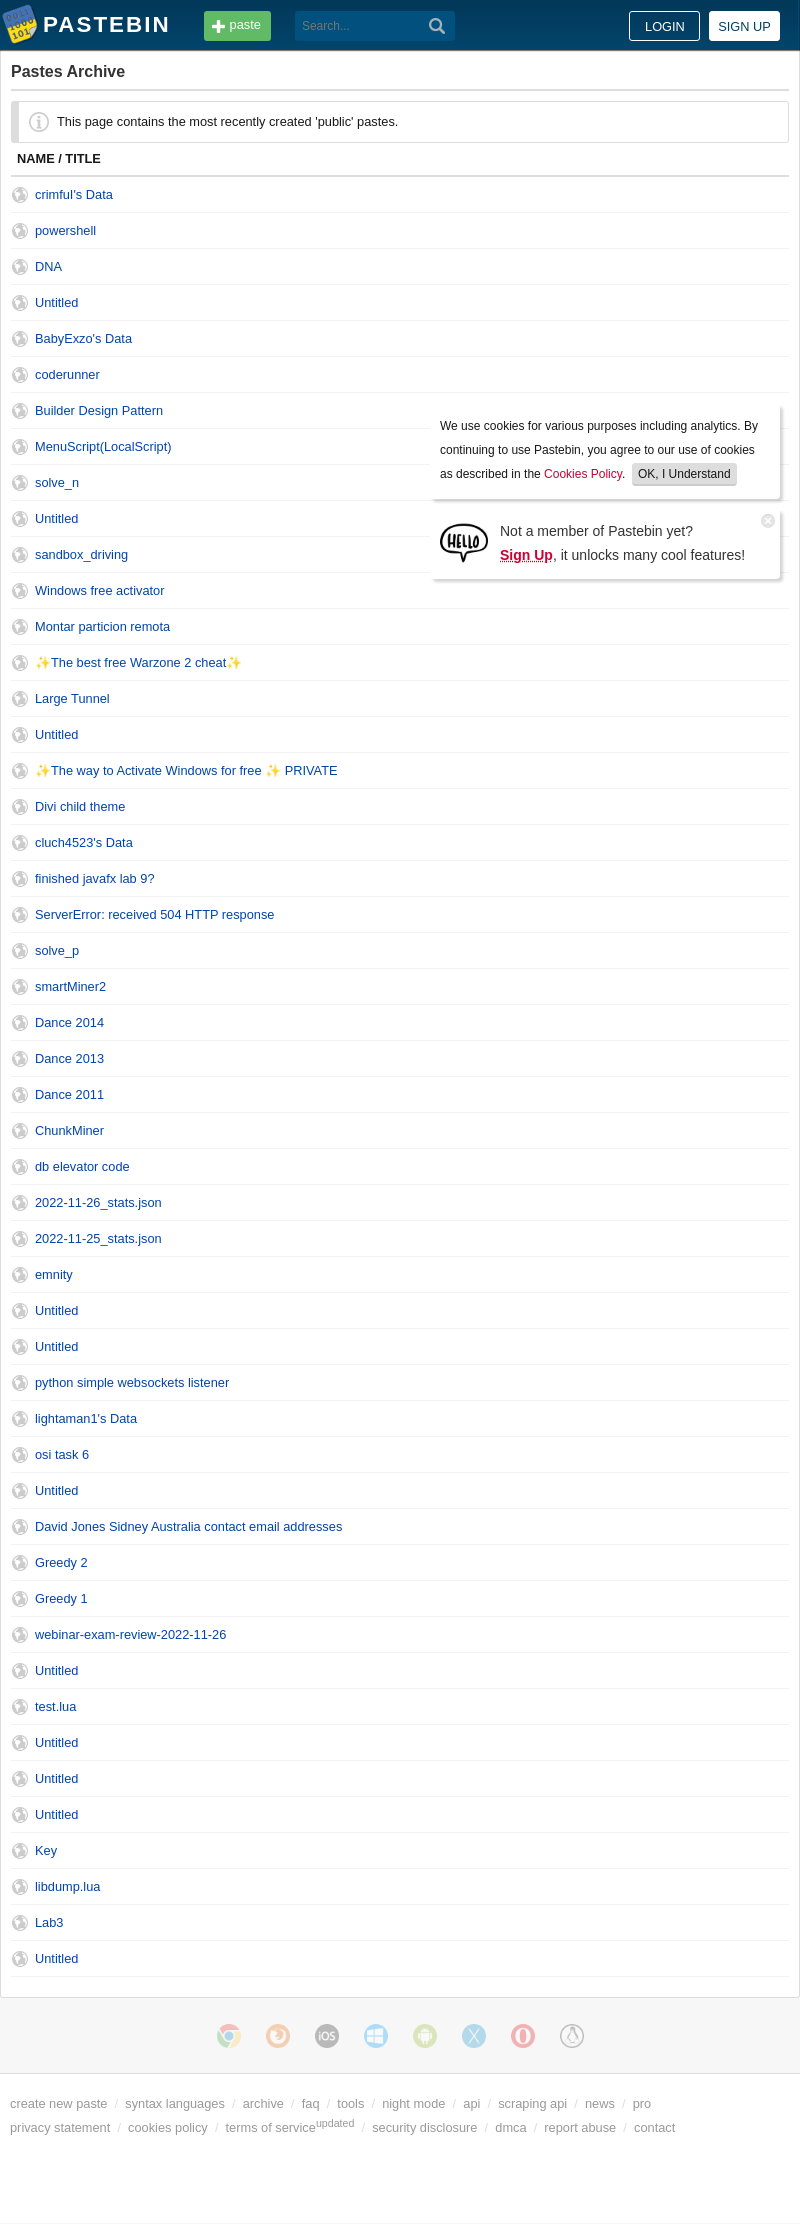 PASTEBIN
paste
Search...
LOGIN
SIGN UP
Pastes Archive
This page contains the most recently created 'public' pastes.
NAME / TITLE
crimfuI's Data
powershell
DNA
Untitled
BabyExzo's Data
coderunner
Builder Design Pattern
MenuScript(LocalScript)
solve_n
Untitled
sandbox_driving
We use cookies for various purposes including analytics. By
continuing to use Pastebin, you agree to our use of cookies
as described in the Cookies Policy. OK, I Understand
HELLO
Not a member of Pastebin yet?
Sign Up, it unlocks many cool features!
Windows free activator
Montar particion remota
✨The best free Warzone 2 cheat✨
Large Tunnel
Untitled
✨The way to Activate Windows for free ✨ PRIVATE
Divi child theme
cluch4523's Data
finished javafx lab 9?
ServerError: received 504 HTTP response
solve_p
smartMiner2
Dance 2014
Dance 2013
Dance 2011
ChunkMiner
db elevator code
2022-11-26_stats.json
2022-11-25_stats.json
emnity
Untitled
Untitled
python simple websockets listener
lightaman1's Data
osi task 6
Untitled
David Jones Sidney Australia contact email addresses
Greedy 2
Greedy 1
webinar-exam-review-2022-11-26
Untitled
test.lua
Untitled
Untitled
Untitled
Key
libdump.lua
Lab3
Untitled
iOS
create new paste / syntax languages / archive / faq / tools / night mode / api / scraping api / news / pro
privacy statement / cookies policy / terms of service updated / security disclosure / dmca / report abuse / contact